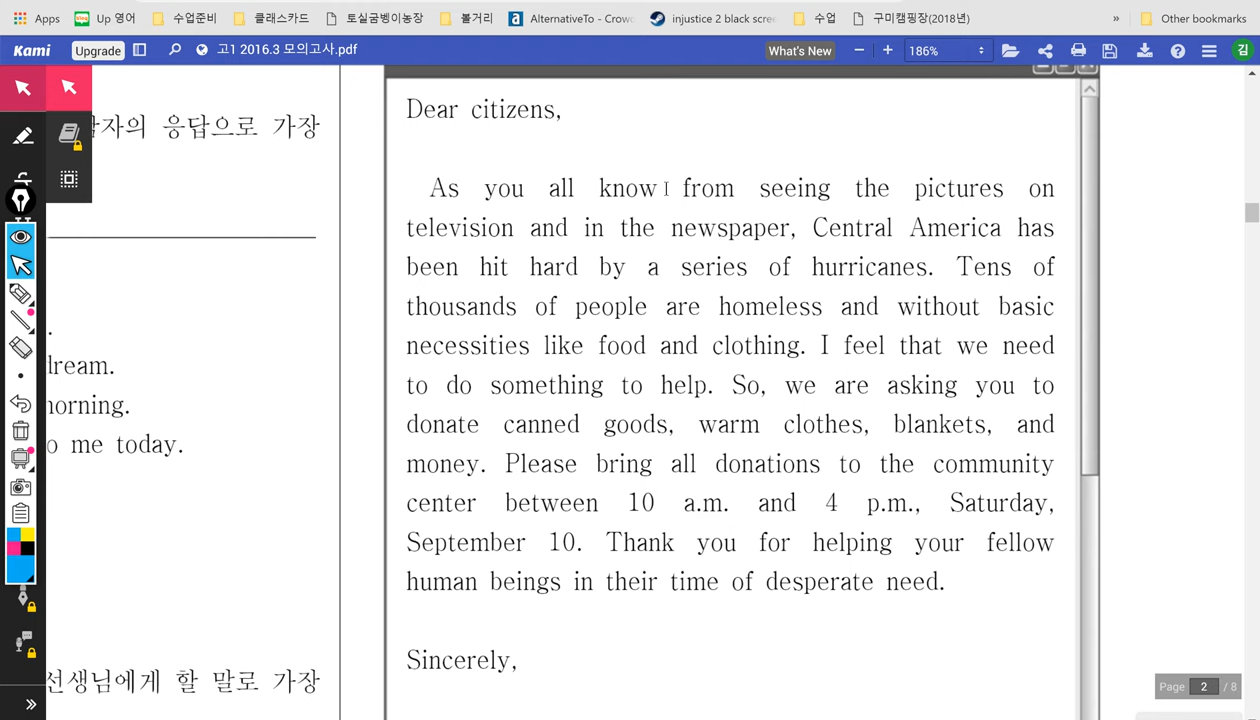 Apps
Up 영어
수업준비
클래스카드
토실굼벵이농장
볼거리
AlternativeTo - Crow
injustice 2 black scree
수업
구미캠핑장(2018년)
»
Other bookmarks
Kami
Upgrade
고1 2016.3 모의고사.pdf
What's New
186%
김
자의 응답으로 가장
dream.
morning.
o me today.
선생님에게 할 말로 가장
Dear citizens,
As you all know from seeing the pictures on
television and in the newspaper, Central America has
been hit hard by a series of hurricanes. Tens of
thousands of people are homeless and without basic
necessities like food and clothing. I feel that we need
to do something to help. So, we are asking you to
donate canned goods, warm clothes, blankets, and
money. Please bring all donations to the community
center between 10 a.m. and 4 p.m., Saturday,
September 10. Thank you for helping your fellow
human beings in their time of desperate need.
Sincerely,
Page 2 / 8